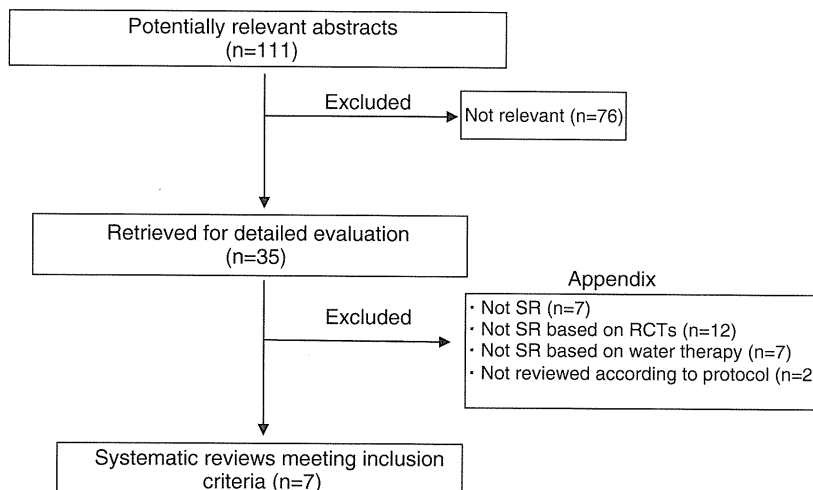 Potentially relevant abstracts
(n=111)
Excluded
Not relevant (n=76)
Retrieved for detailed evaluation
(n=35)
Appendix
Excluded
· Not SR (n=7)
· Not SR based on RCTs (n=12)
· Not SR based on water therapy (n=7)
· Not reviewed according to protocol (n=2
Systematic reviews meeting inclusion
criteria (n=7)